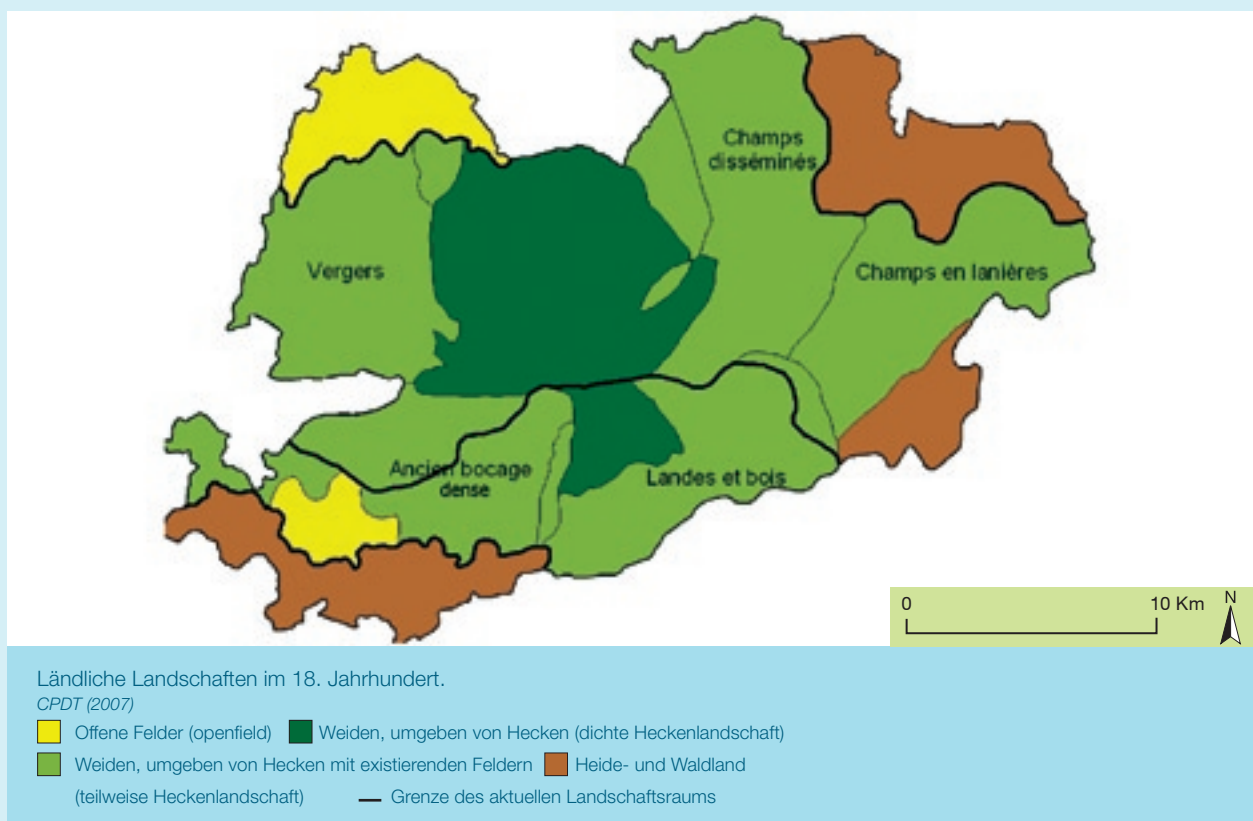 Champs
disséminés
Vergers
Champs en lanières
Ancien bocage
dense
Landes et bois
0 10 Km N
Ländliche Landschaften im 18. Jahrhundert.
CPDT (2007)
Offene Felder (openfield) Weiden, umgeben von Hecken (dichte Heckenlandschaft)
Weiden, umgeben von Hecken mit existierenden Feldern Heide- und Waldland
(teilweise Heckenlandschaft) Grenze des aktuellen Landschaftsraums